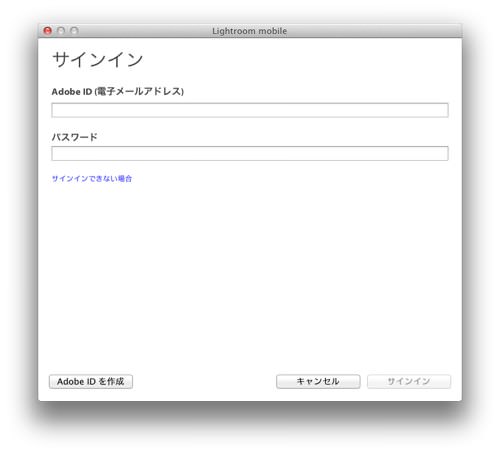 Lightroom mobile
サインイン
Adobe ID (電子メールアドレス)
パスワード
サインインできない場合
Adobe ID を作成
キャンセル
サインイン